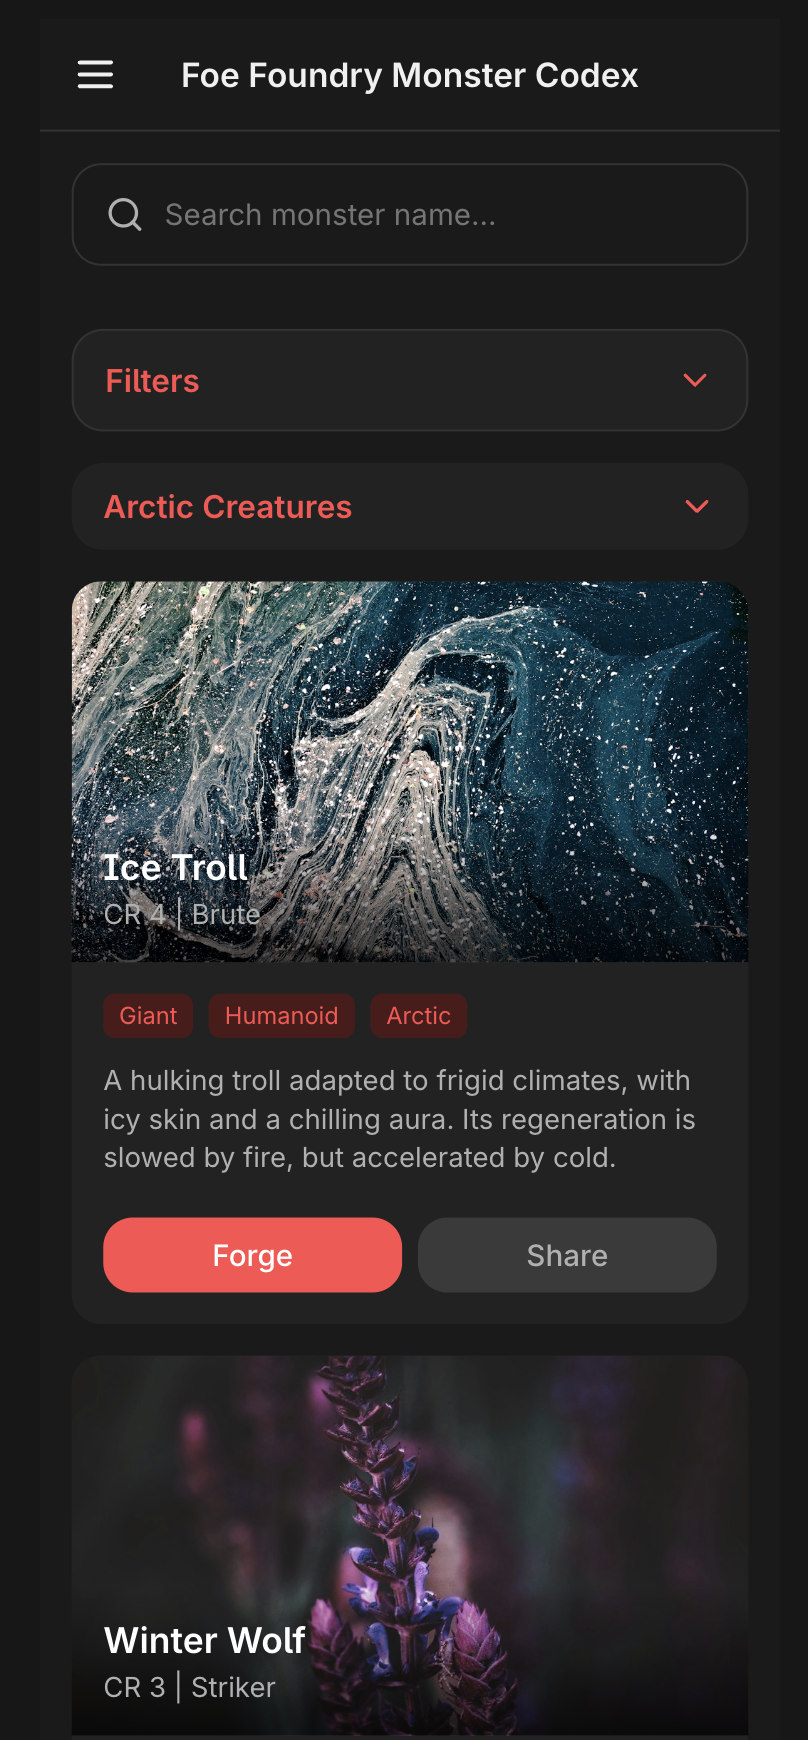 Foe Foundry Monster Codex
Search monster name...
Filters
Arctic Creatures
Ice Troll
CR 4 | Brute
Giant Humanoid Arctic
A hulking troll adapted to frigid climates, with
icy skin and a chilling aura. Its regeneration is
slowed by fire, but accelerated by cold.
Forge Share
Winter Wolf
CR 3 | Striker